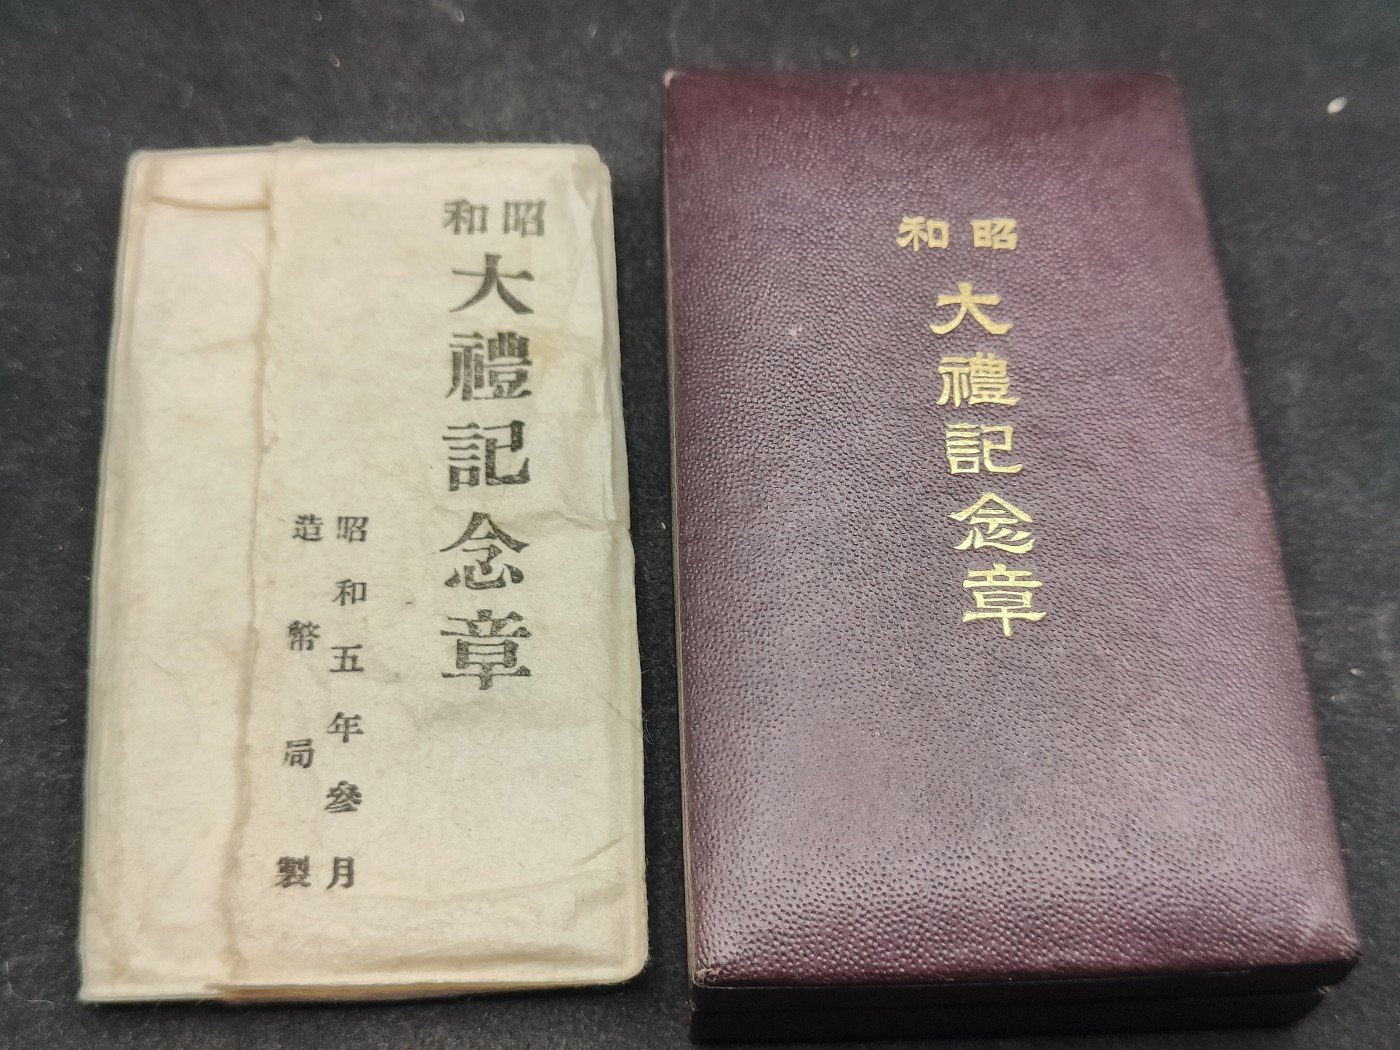 昭和
大禮記念章
昭和五年參月
造幣局製
昭和
大禮記念章